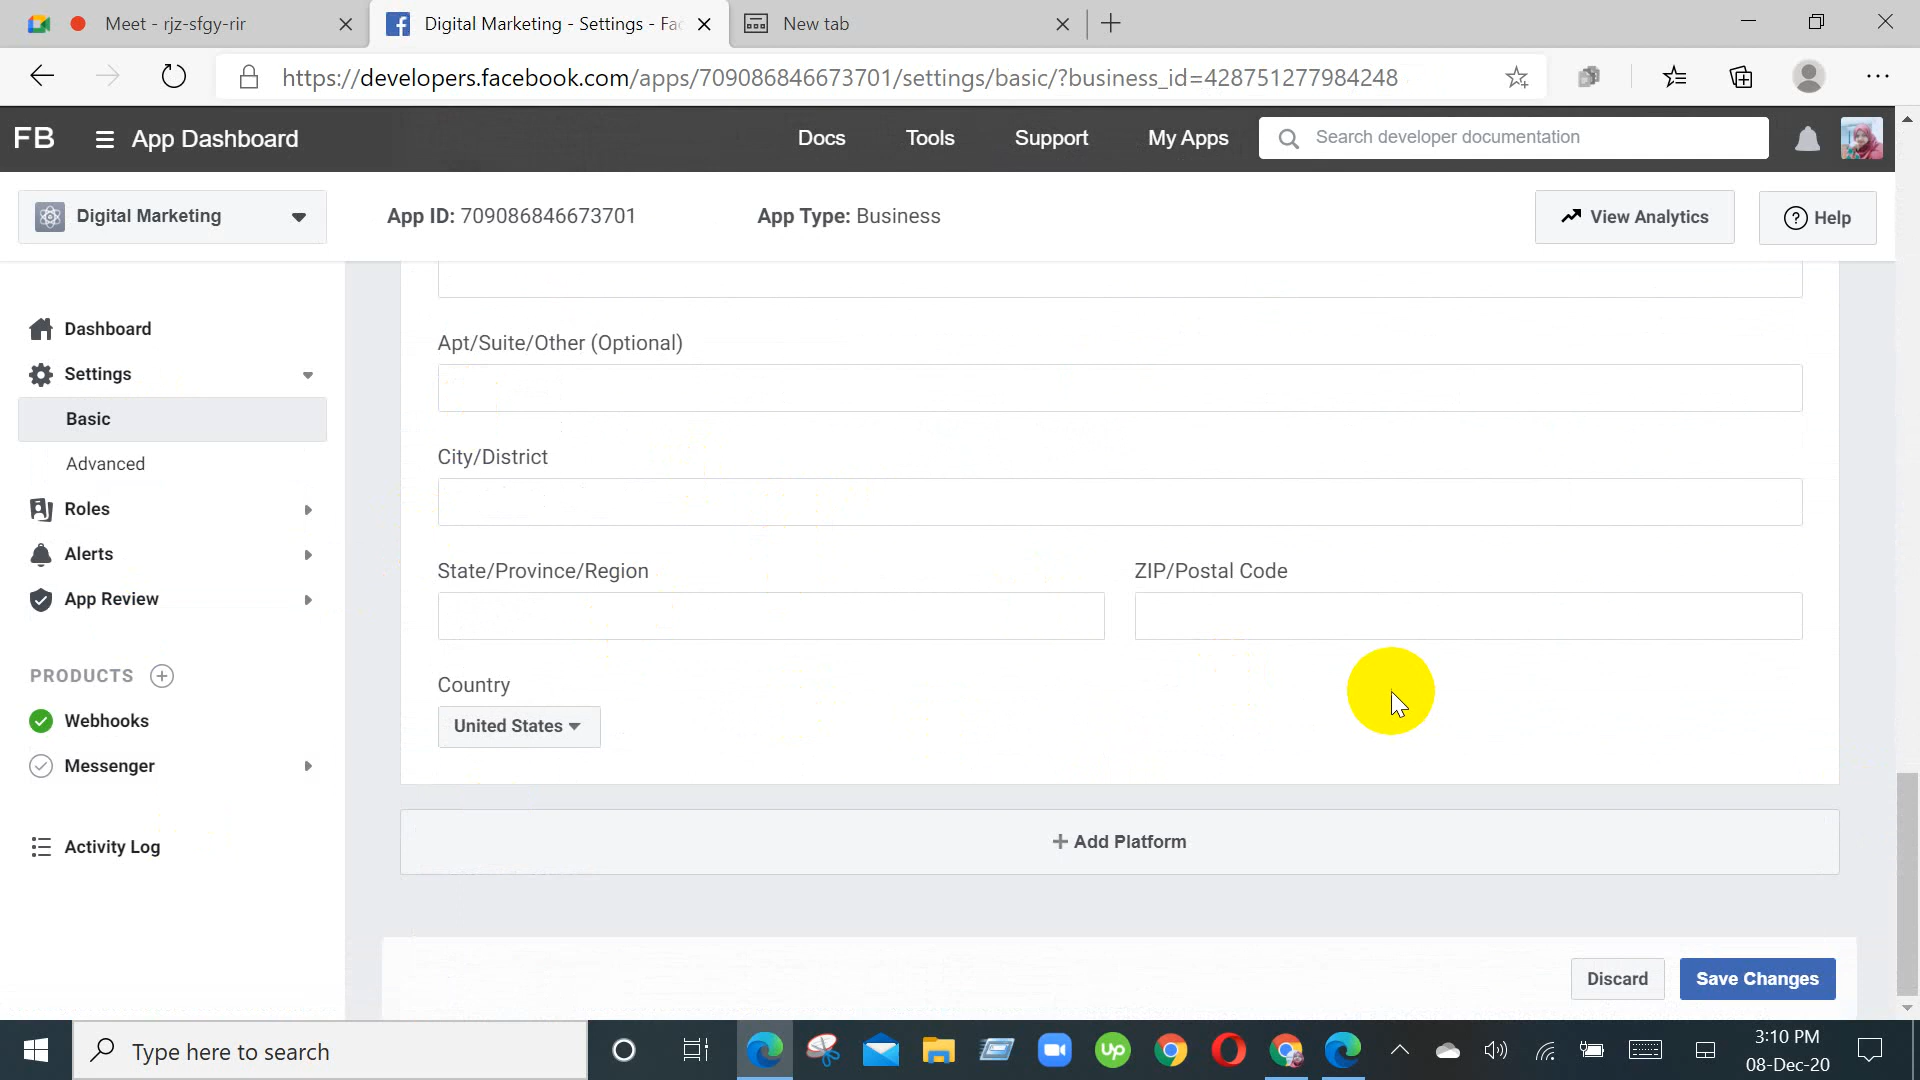 Meet - rjz-sfgy-rir
Digital Marketing - Settings - Fac
New tab
https://developers.facebook.com/apps/709086846673701/settings/basic/?business_id=428751277984248
FB
App Dashboard
Docs
Tools
Support
My Apps
Search developer documentation
Digital Marketing
App ID: 709086846673701
App Type: Business
View Analytics
Help
Dashboard
Settings
Basic
Advanced
Roles
Alerts
App Review
PRODUCTS
Webhooks
Messenger
Activity Log
Apt/Suite/Other (Optional)
City/District
State/Province/Region
ZIP/Postal Code
Country
United States
+ Add Platform
Discard
Save Changes
Type here to search
Up
3:10 PM
08-Dec-20